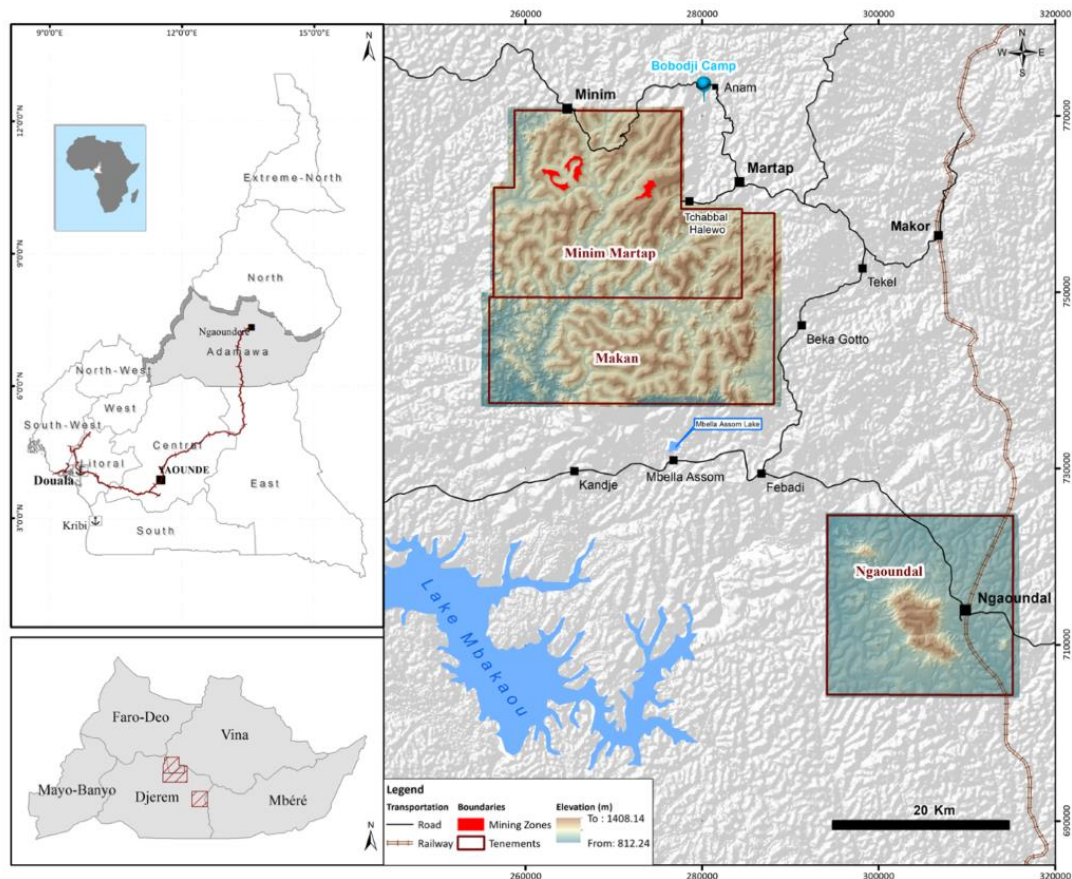 9°0'0"E
12°0'0"E
15°0'0"E
N
12°0'0"N
9°0'0"N
6°0'0"N
3°0'0"N
Extreme-North
North
Ngaoundere
Adamawa
North-West
West
South-West
Central
Litoral
YAOUNDE
Douala
East
Kribi
South
N
Faro-Deo
Vina
Mayo-Banyo
Djerem
Mbéré
N
260000
280000
300000
320000
N
W
E
S
Bobodji Camp
Minim
Anam
770000
Martap
Tchabbal
Halewo
Makor
Minim Martap
Tekel
750000
Beka Gotto
Makan
Mbella Assom Lake
Kandje
Mbella Assom
Febadi
730000
Ngaoundal
Ngaoundal
Lake Mbakaou
710000
Legend
Transportation
Road
Railway
Boundaries
Mining Zones
Tenements
Elevation (m)
To : 1408.14
From: 812.24
20 Km
690000
260000
280000
300000
320000